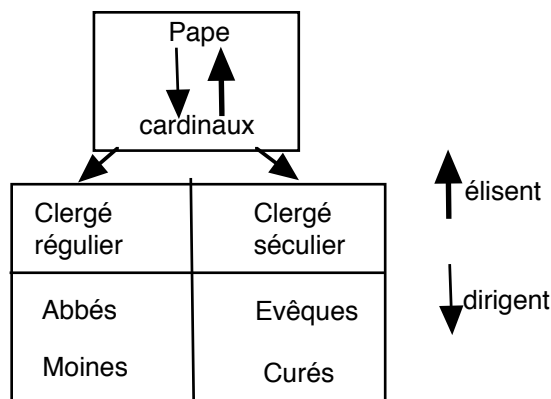 Pape
cardinaux
Clergé
régulier
Clergé
séculier
Abbés
Evêques
Moines
Curés
élisent
dirigent